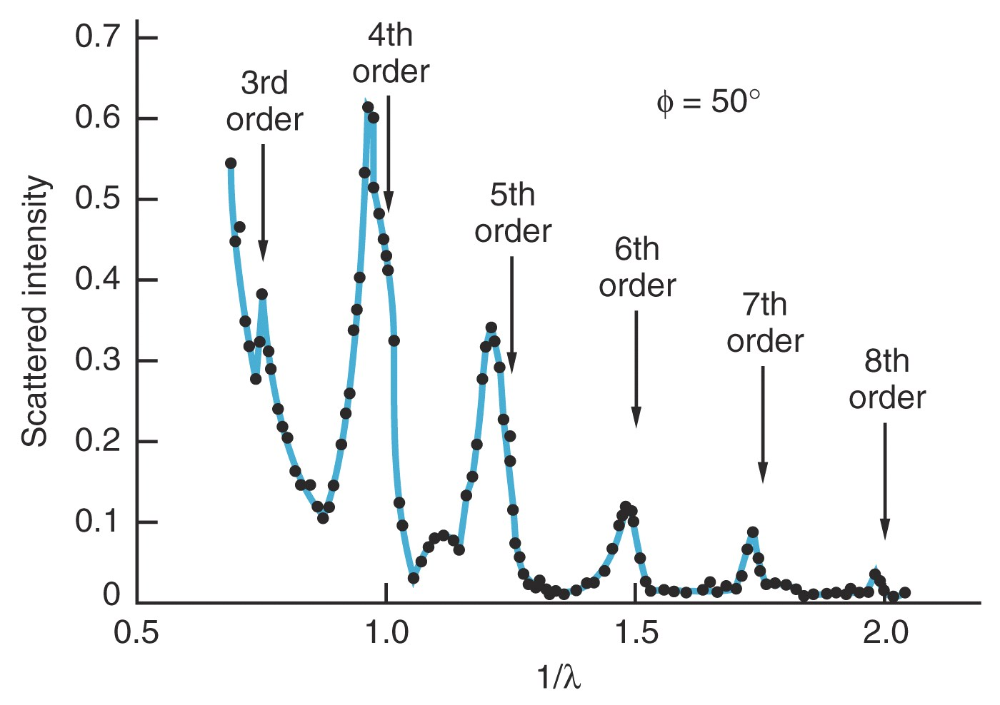 0.7
0.6
0.5
0.4
0.3
0.2
0.1
0
Scattered intensity
3rd
order
4th
order
5th
order
6th
order
7th
order
8th
order
ϕ = 50°
0.5
1.0
1.5
2.0
1/λ